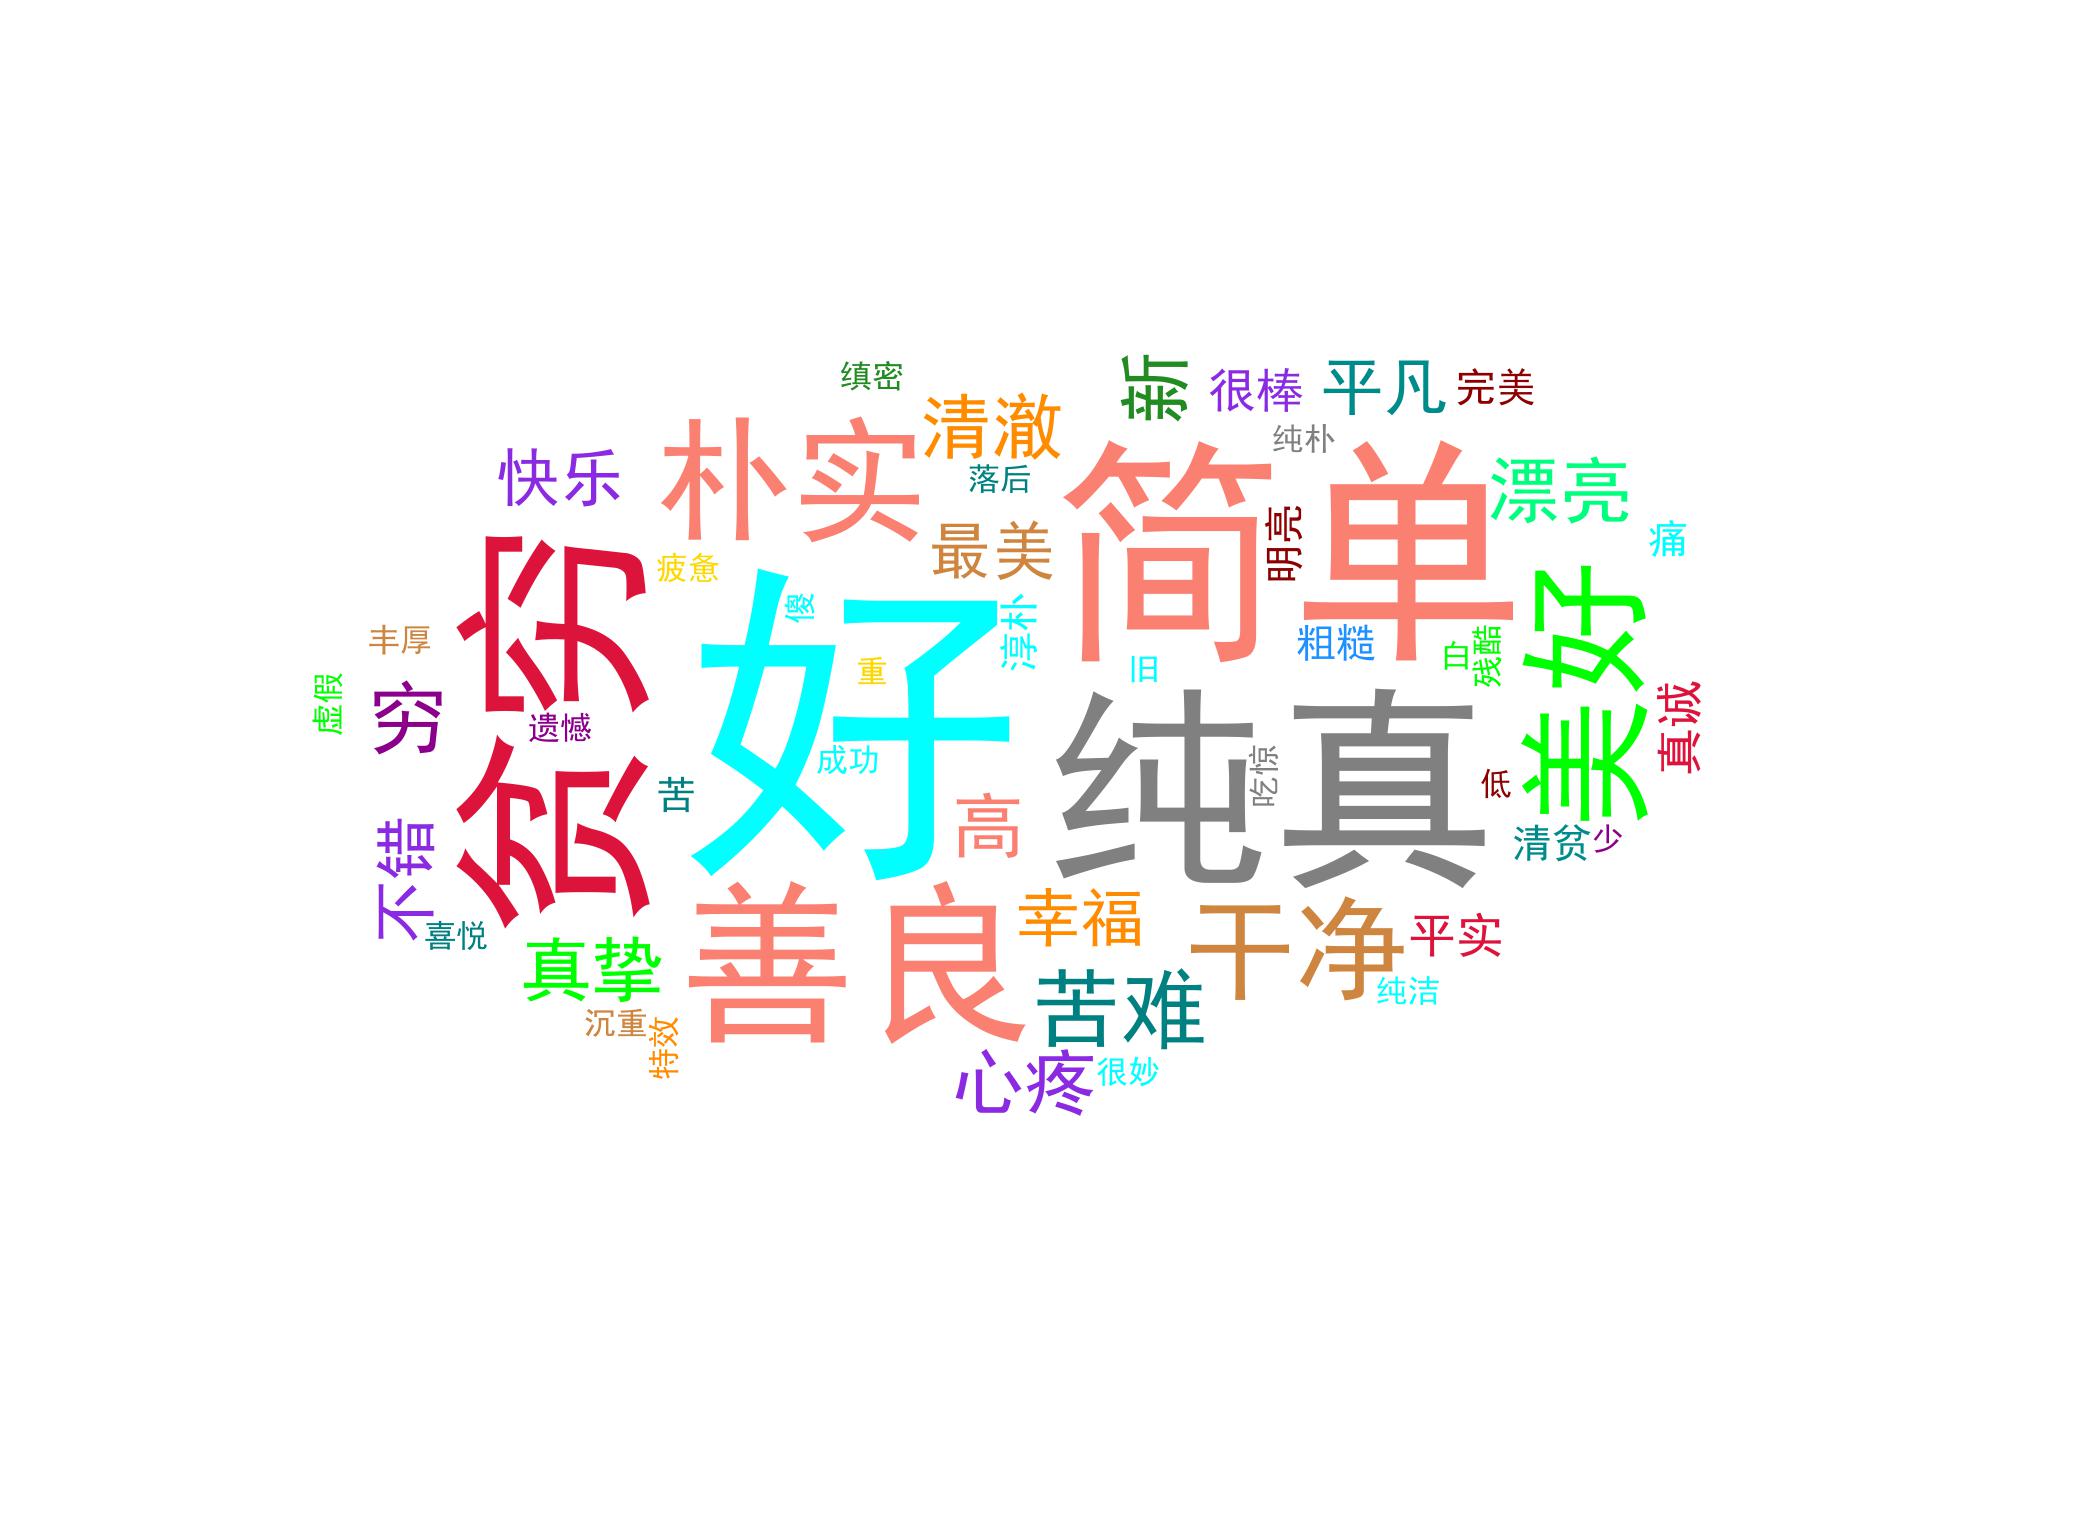 缜密
新
很棒
平凡
完美
清澈
纯朴
朴实
简单
快乐
落后
漂亮
最美
明亮
痛
疲惫
贫穷
好
傻
淳朴
粗糙
白
残酷
美好
丰厚
重
旧
虚假
穷
遗憾
真诚
成功
纯真
吃惊
苦
低
高
清贫
少
不错
喜悦
善良
幸福
干净
平实
真挚
苦难
纯洁
沉重
特效
心疼
很妙